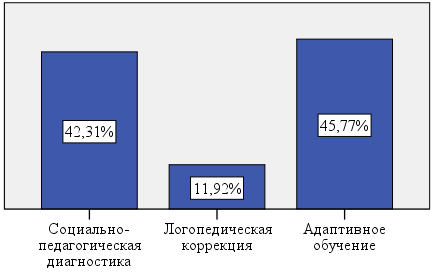 42,31%
11,92%
45,77%
Социально-
педагогическая
диагностика
Логопедическая
коррекция
Адаптивное
обучение